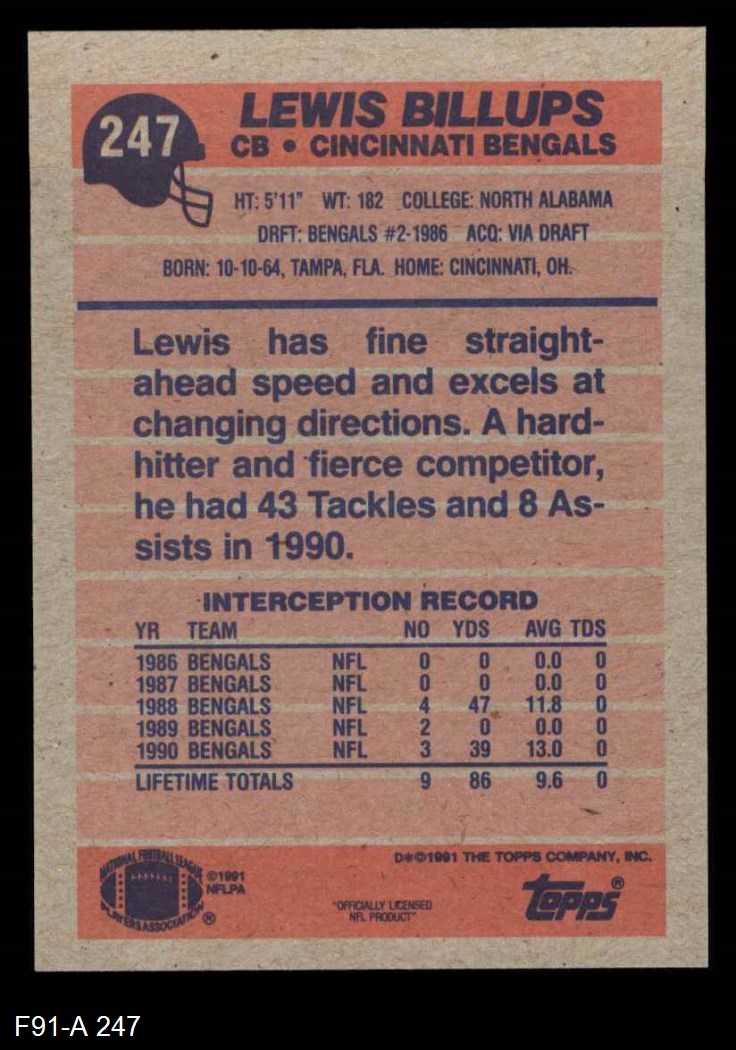 247
LEWIS BILLUPS
CB • CINCINNATI BENGALS
HT: 5'11" WT: 182 COLLEGE: NORTH ALABAMA
DRFT: BENGALS #2-1986 ACQ: VIA DRAFT
BORN: 10-10-64, TAMPA, FLA. HOME: CINCINNATI, OH.
Lewis has fine straight-
ahead speed and excels at
changing directions. A hard-
hitter and fierce competitor,
he had 43 Tackles and 8 As-
sists in 1990.
INTERCEPTION RECORD
YR TEAM NO YDS AVG TDS
1986 BENGALS NFL 0 0 0.0 0
1987 BENGALS NFL 0 0 0.0 0
1988 BENGALS NFL 4 47 11.8 0
1989 BENGALS NFL 2 0 0.0 0
1990 BENGALS NFL 3 39 13.0 0
LIFETIME TOTALS 9 86 9.6 0
D*©1991 THE TOPPS COMPANY, INC.
NATIONAL FOOTBALL LEAGUE
PLAYERS ASSOCIATION ®
©1991
NFLPA
"OFFICIALLY LICENSED
NFL PRODUCT"
topps®
F91-A 247